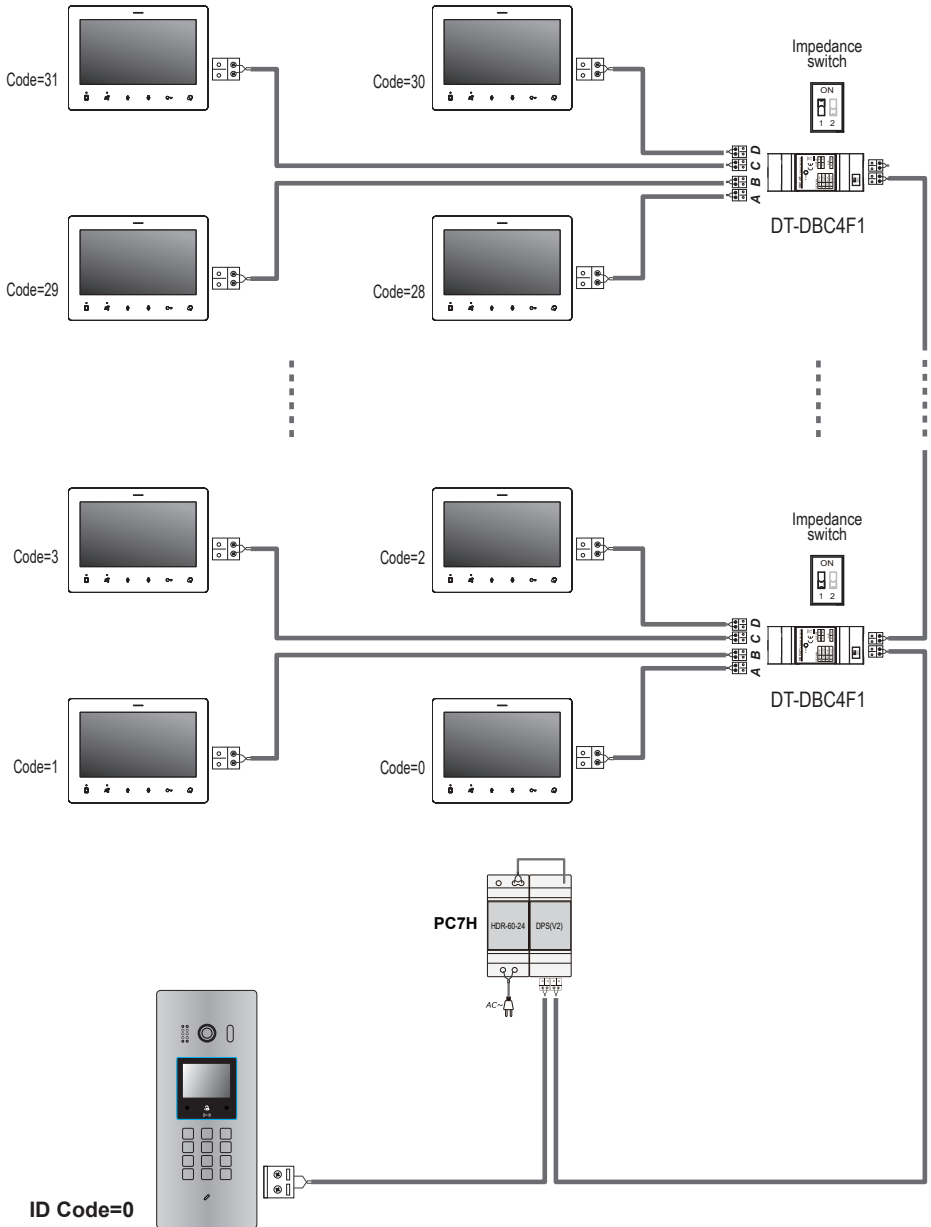 Code=31
Code=30
Impedance
switch
ON
1 2
D
C
B
A
DT-DBC4F1
Code=29
Code=28
Code=3
Code=2
Impedance
switch
ON
1 2
D
C
B
A
DT-DBC4F1
Code=1
Code=0
PC7H
HDR-60-24
DPS(V2)
AC~
ID Code=0